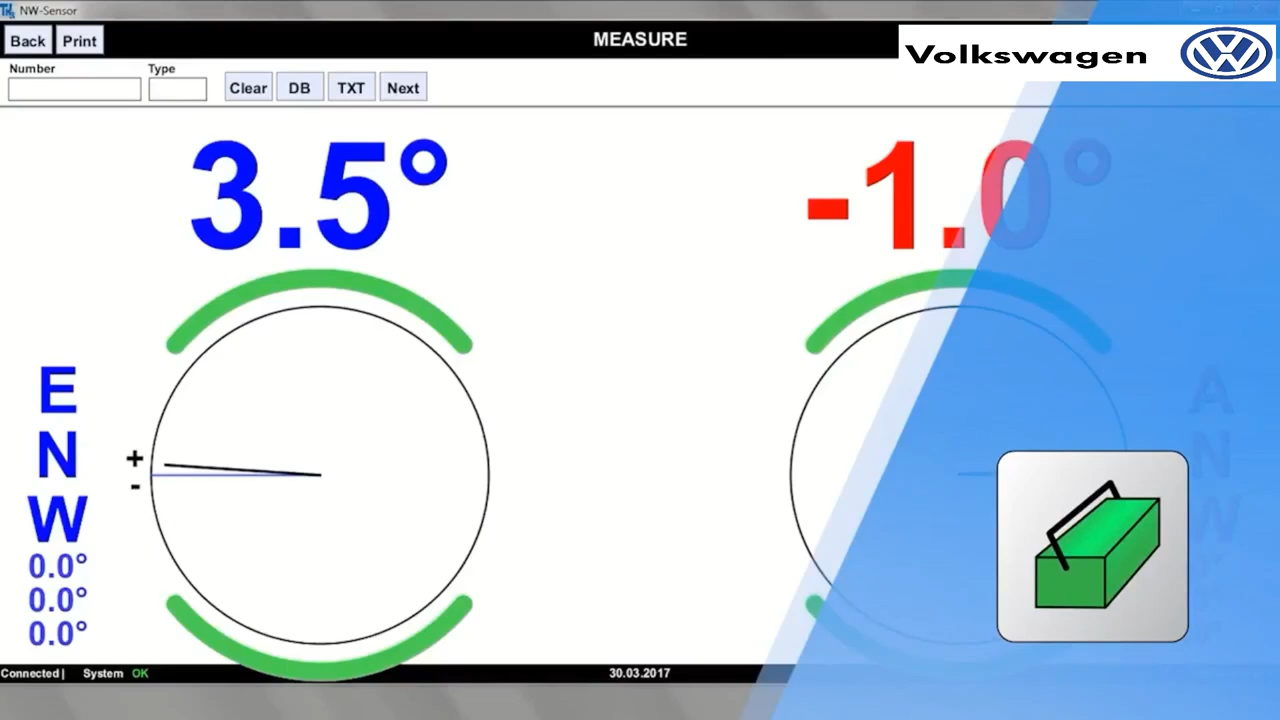 NW-Sensor
Back Print MEASURE
Volkswagen
Number Type
Clear DB TXT Next
3.5° -1.0°
E
N
W
0.0°
0.0°
0.0°
+
-
A
N
W
Connected | System OK 30.03.2017